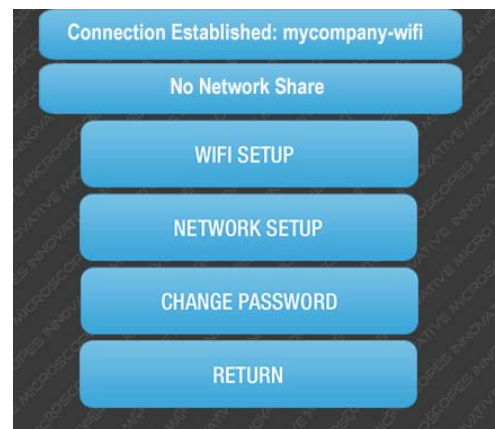 Connection Established: mycompany-wifi
No Network Share
WIFI SETUP
NETWORK SETUP
CHANGE PASSWORD
RETURN